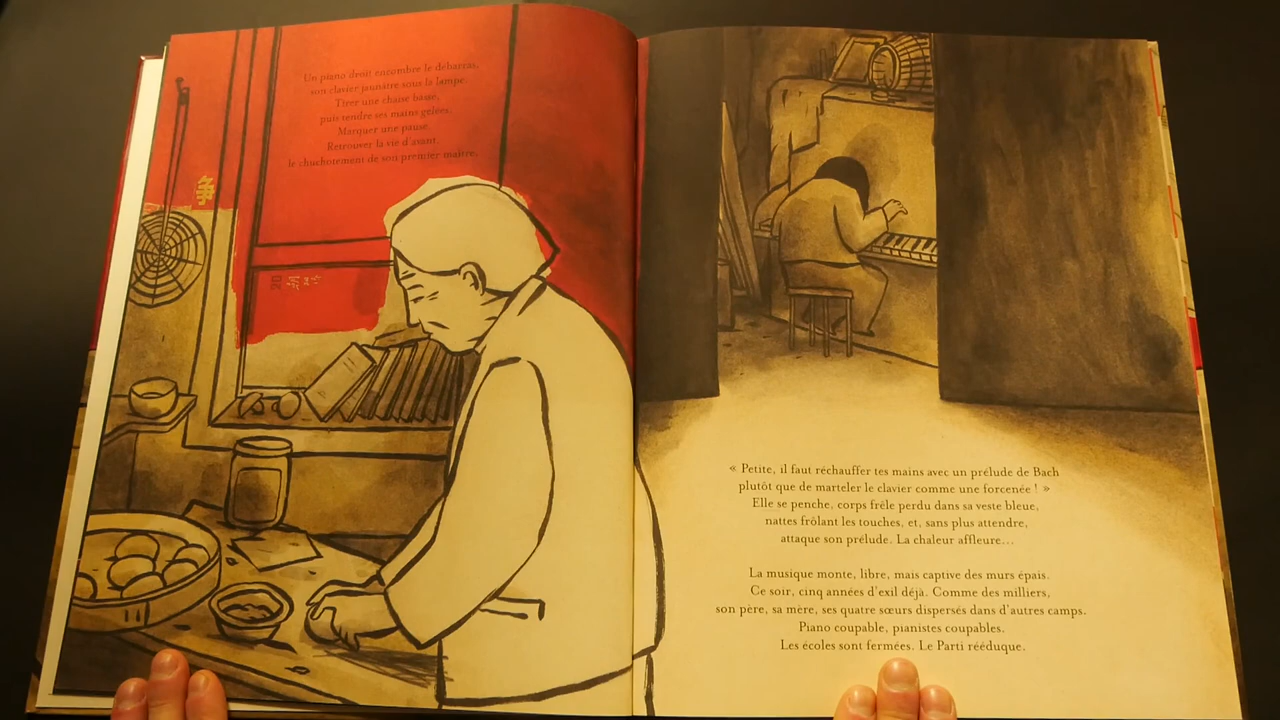 Un piano droit encombre le débarras,
son clavier jaunâtre sous la lampe.
Tirer une chaise basse,
puis tendre ses mains gelées.
Marquer une pause.
Retrouver la vie d'avant,
le chuchotement de son premier maître.
争
« Petite, il faut réchauffer tes mains avec un prélude de Bach
plutôt que de marteler le clavier comme une forcenée ! »
Elle se penche, corps frêle perdu dans sa veste bleue,
nattes frôlant les touches, et, sans plus attendre,
attaque son prélude. La chaleur afflue…
La musique monte, libre, mais captive des murs épais.
Ce soir, cinq années d'exil déjà. Comme des milliers,
son père, sa mère, ses quatre sœurs dispersés dans d'autres camps.
Piano coupable, pianistes coupables.
Les écoles sont fermées. Le Parti rééduque.